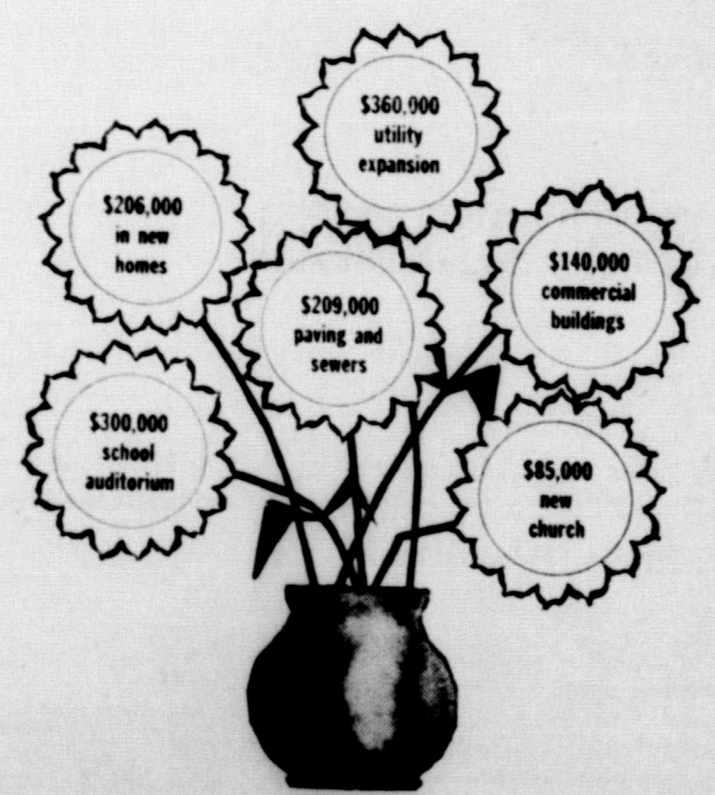 $360,000
utility
expansion
$206,000
in new
homes
$140,000
commercial
buildings
$209,000
paving and
sewers
$300,000
school
auditorium
$85,000
new
church